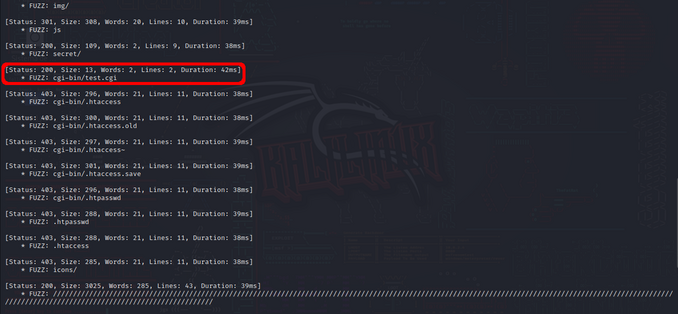 * FUZZ: img/
[Status: 301, Size: 308, Words: 20, Lines: 10, Duration: 39ms]
* FUZZ: js
[Status: 200, Size: 109, Words: 2, Lines: 9, Duration: 38ms]
* FUZZ: secret/
[Status: 200, Size: 13, Words: 2, Lines: 2, Duration: 42ms]
* FUZZ: cgi-bin/test.cgi
[Status: 403, Size: 296, Words: 21, Lines: 11, Duration: 38ms]
* FUZZ: cgi-bin/.htaccess
[Status: 403, Size: 300, Words: 21, Lines: 11, Duration: 38ms]
* FUZZ: cgi-bin/.htaccess.old
[Status: 403, Size: 297, Words: 21, Lines: 11, Duration: 39ms]
* FUZZ: cgi-bin/.htaccess~
[Status: 403, Size: 301, Words: 21, Lines: 11, Duration: 39ms]
* FUZZ: cgi-bin/.htaccess.save
[Status: 403, Size: 296, Words: 21, Lines: 11, Duration: 38ms]
* FUZZ: cgi-bin/.htpasswd
[Status: 403, Size: 288, Words: 21, Lines: 11, Duration: 39ms]
* FUZZ: .htpasswd
[Status: 403, Size: 288, Words: 21, Lines: 11, Duration: 38ms]
* FUZZ: .htaccess
[Status: 403, Size: 285, Words: 21, Lines: 11, Duration: 38ms]
* FUZZ: icons/
[Status: 200, Size: 3025, Words: 285, Lines: 43, Duration: 39ms]
* FUZZ: ////////////////////////////////////////////////////////////////////////////////////////////////////////////////////////////////////////////////////////
/////////////////////////////////////////////////////
KALI LINUX